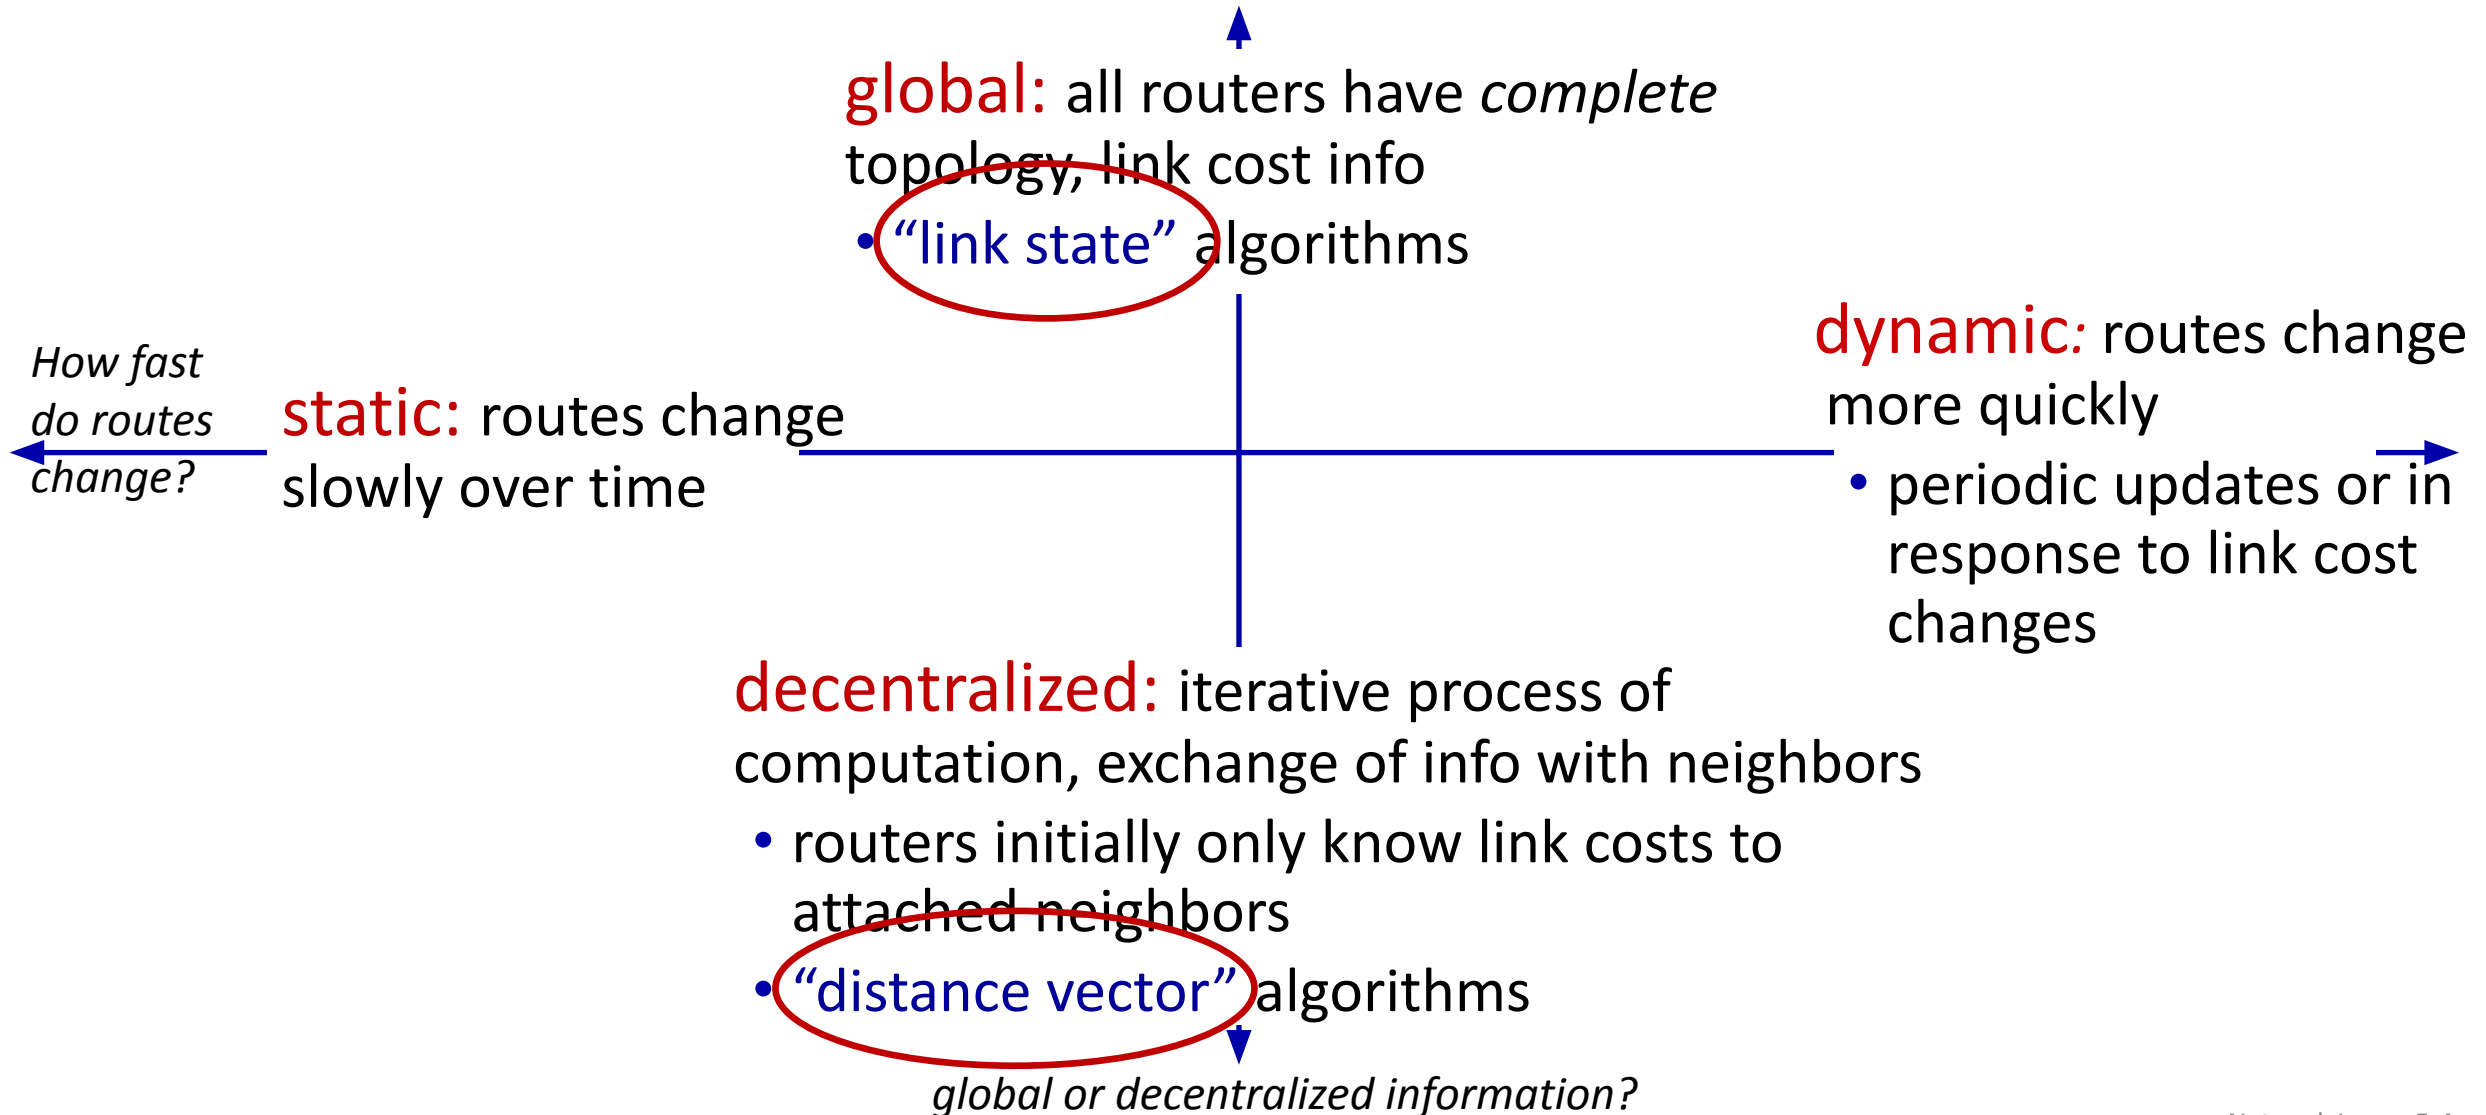 global: all routers have complete
topology, link cost info
• “link state” algorithms
How fast
do routes
change?
static: routes change
slowly over time
dynamic: routes change
more quickly
• periodic updates or in
response to link cost
changes
decentralized: iterative process of
computation, exchange of info with neighbors
• routers initially only know link costs to
attached neighbors
• “distance vector” algorithms
global or decentralized information?